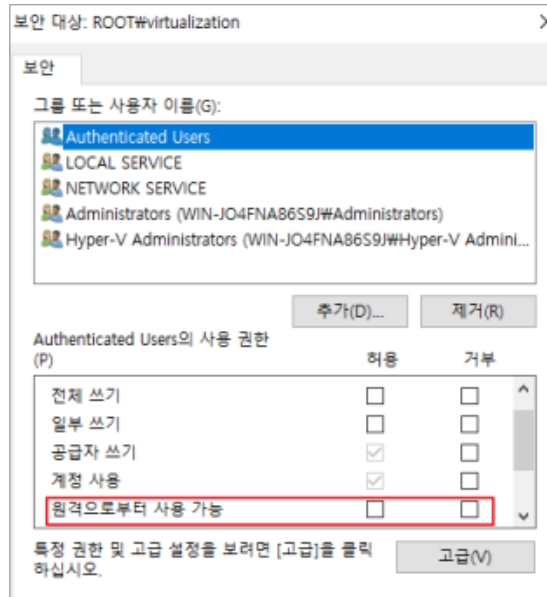 보안 대상: ROOT₩virtualization
보안
그룹 또는 사용자 이름(G):
Authenticated Users
LOCAL SERVICE
NETWORK SERVICE
Administrators (WIN-JO4FNA86S9J₩Administrators)
Hyper-V Administrators (WIN-JO4FNA86S9J₩Hyper-V Admini...
추가(D)...
제거(R)
Authenticated Users의 사용 권한
(P) 허용 거부
전체 쓰기
일부 쓰기
공급자 쓰기
계정 사용
원격으로부터 사용 가능
특정 권한 및 고급 설정을 보려면 [고급]을 클릭
하십시오.
고급(V)